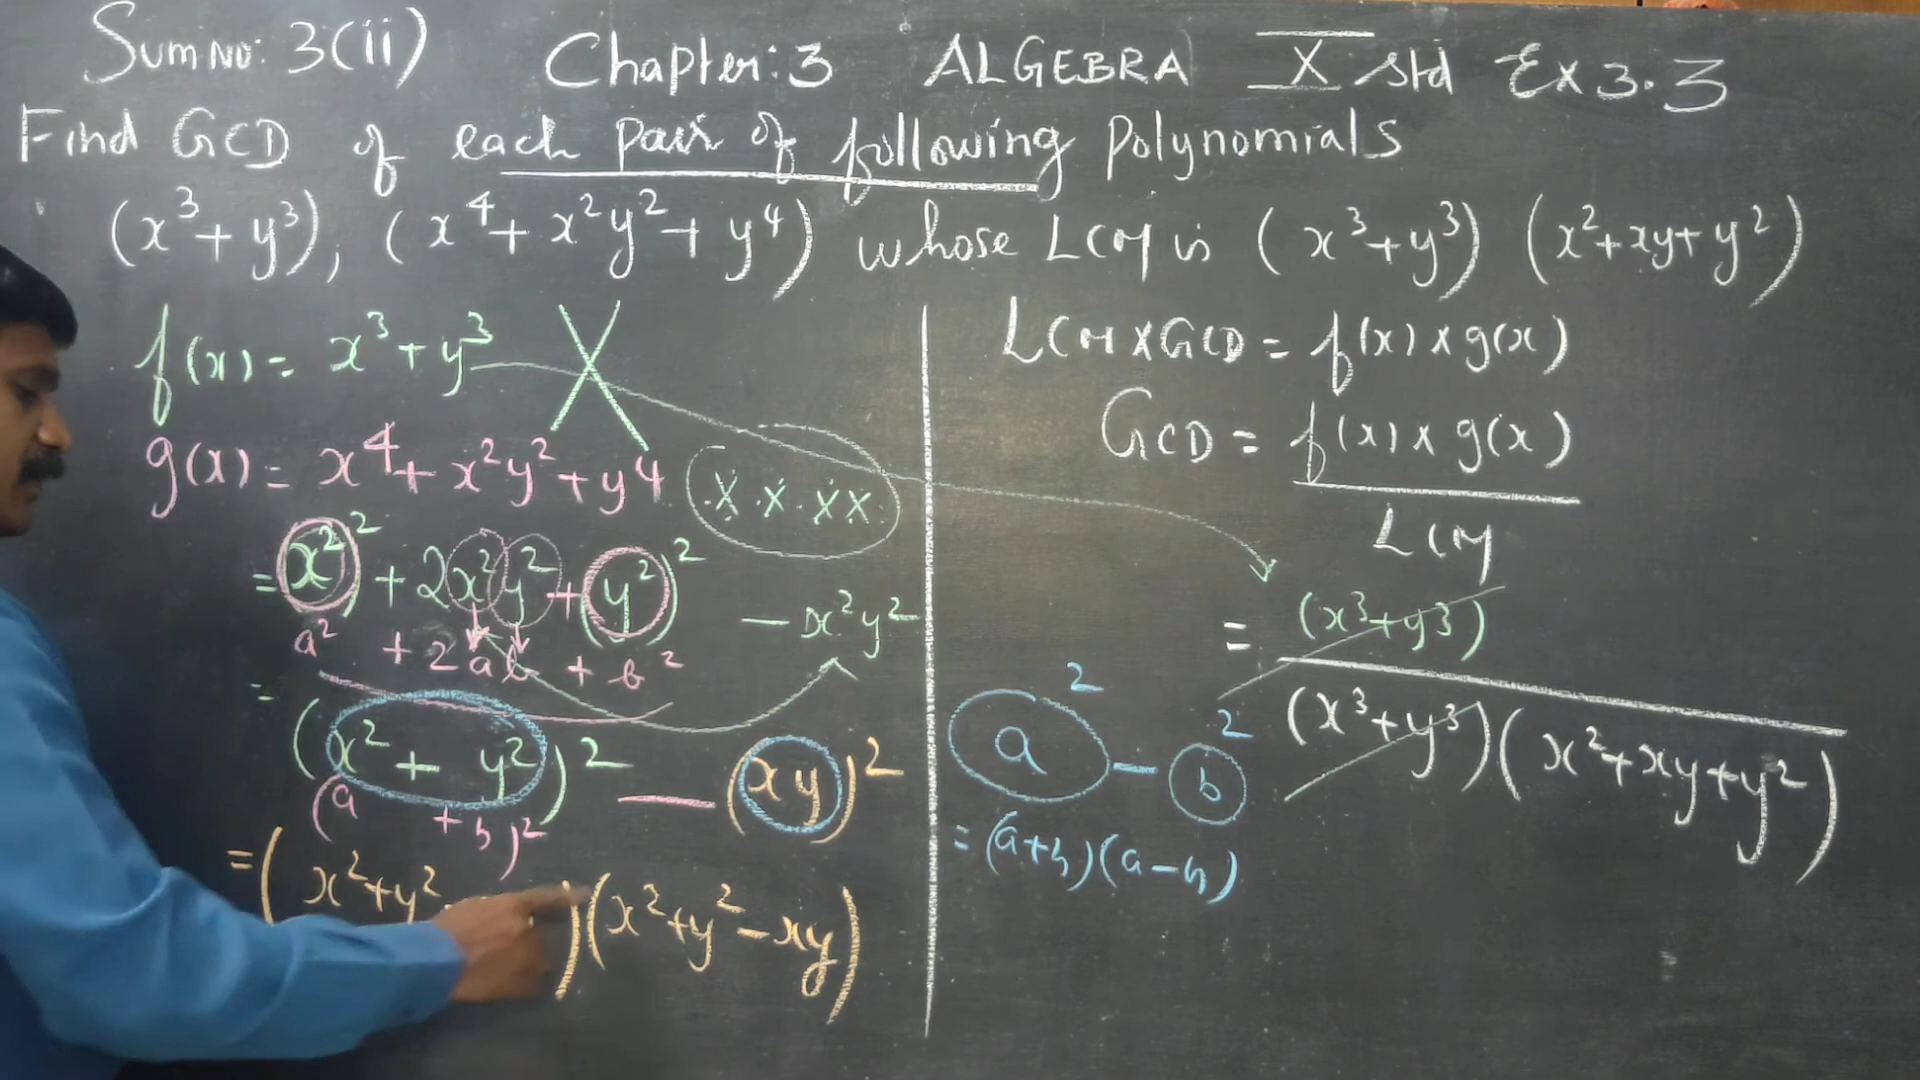 Sum No: 3(ii) Chapter: 3 ALGEBRA X std Ex 3.3
Find GCD of each pair of following Polynomials
(x³+y³), (x⁴+x²y²+y⁴) whose LCM is (x³+y³) (x²+xy+y²)
f(x) = x³+y³
g(x) = x⁴+x²y²+y⁴
X X X X
= (x²)² + 2x²y² + (y²)² - x²y²
a² + 2ab + b²
= (x² + y²)² - (xy)²
(a + b)²
= (x²+y² )(x²+y²-xy)
LCM x GCD = f(x) x g(x)
GCD = f(x) x g(x)
LCM
= (x³+y³)
(x³+y³)(x²+xy+y²)
a² - b²
= (a+b)(a-b)